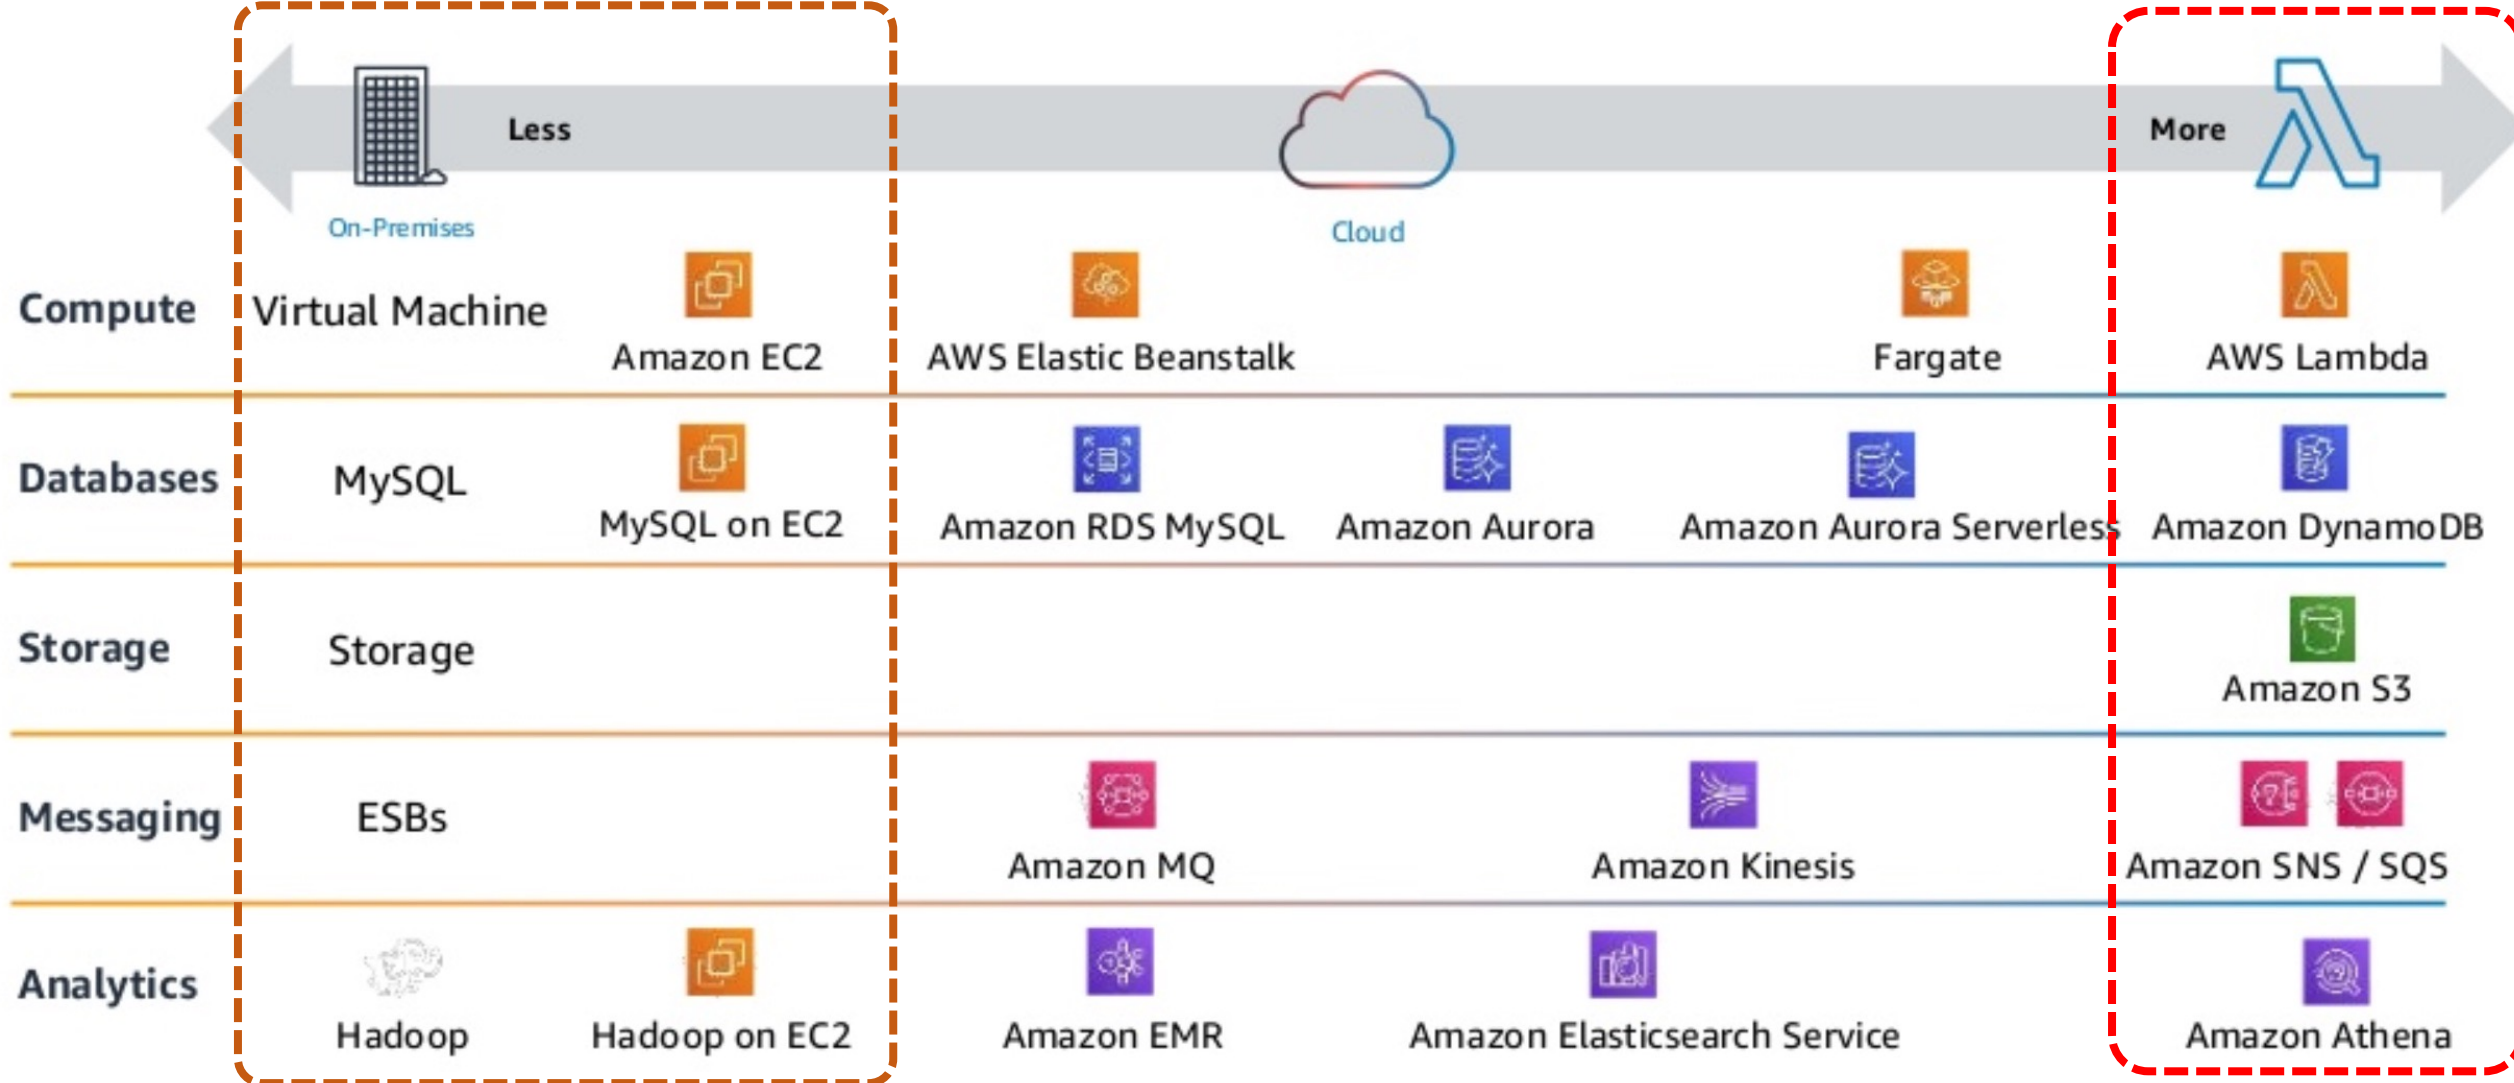 Less
More
On-Premises
Cloud
Compute
Virtual Machine
Amazon EC2
AWS Elastic Beanstalk
Fargate
AWS Lambda
Databases
MySQL
MySQL on EC2
Amazon RDS MySQL
Amazon Aurora
Amazon Aurora Serverless
Amazon DynamoDB
Storage
Storage
Amazon S3
Messaging
ESBs
Amazon MQ
Amazon Kinesis
Amazon SNS / SQS
Analytics
Hadoop
Hadoop on EC2
Amazon EMR
Amazon Elasticsearch Service
Amazon Athena